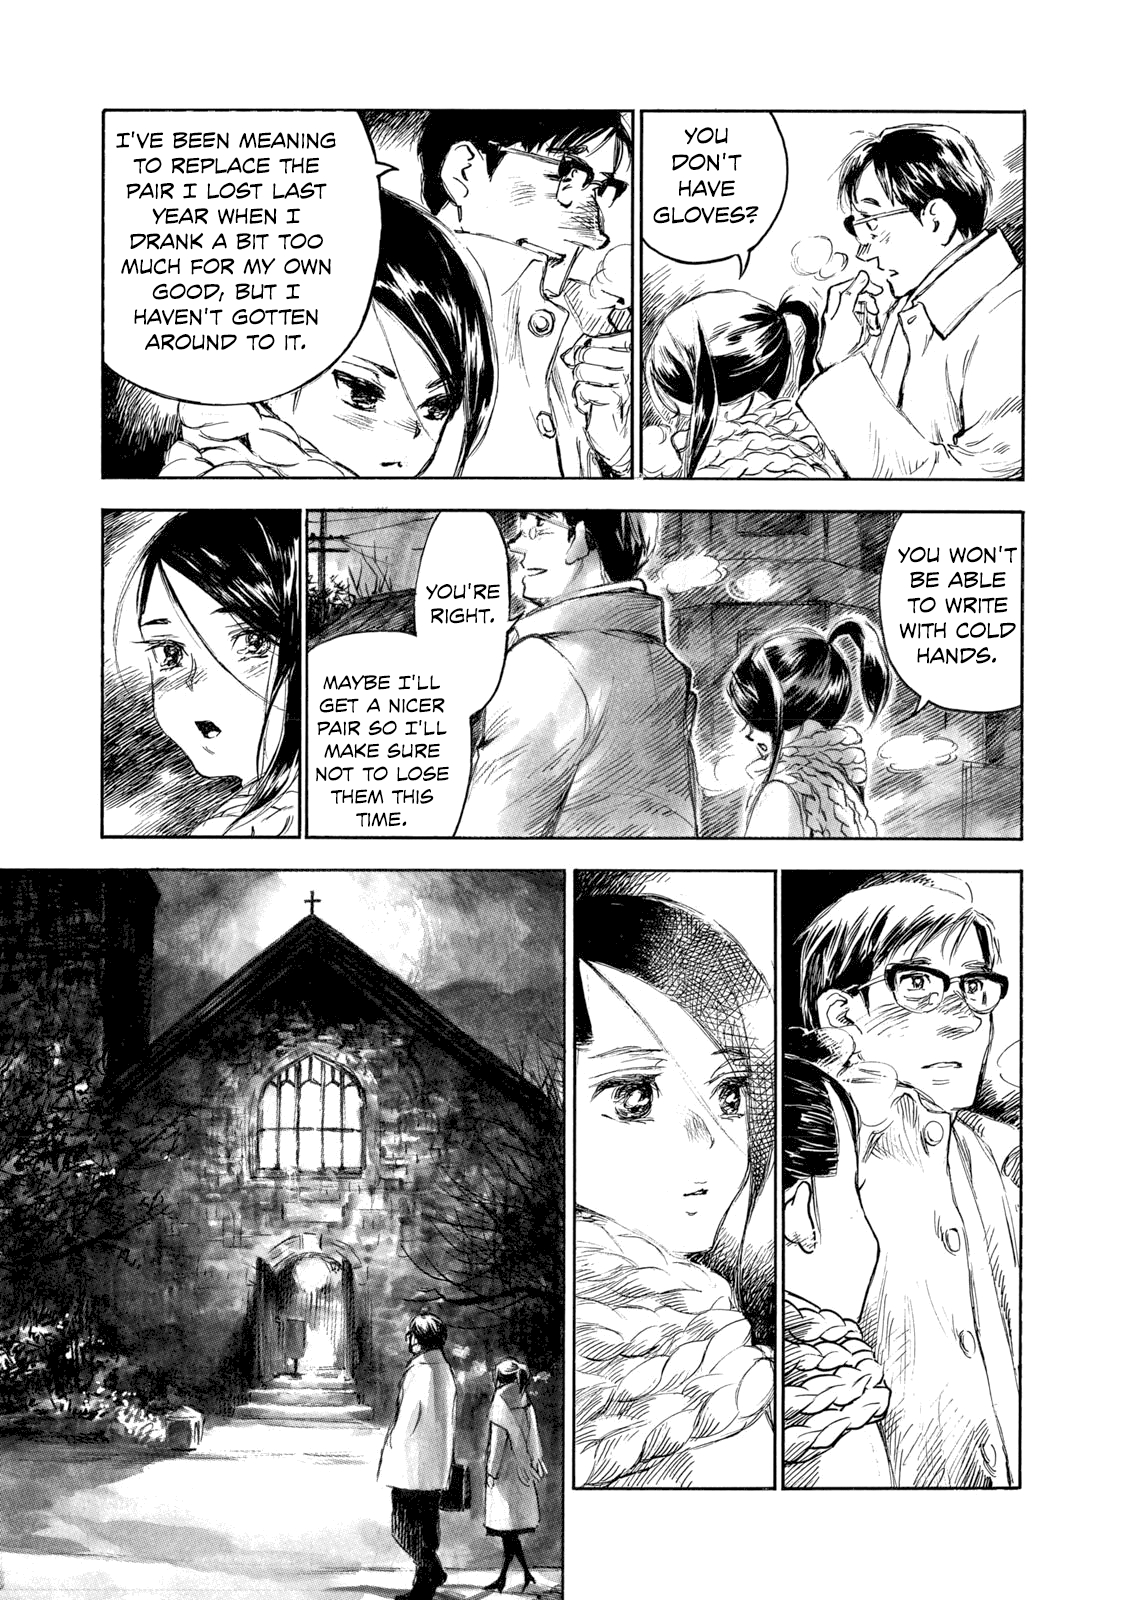 YOU
DON'T
HAVE
GLOVES?
I'VE BEEN MEANING
TO REPLACE THE
PAIR I LOST LAST
YEAR WHEN I
DRANK A BIT TOO
MUCH FOR MY OWN
GOOD, BUT I
HAVEN'T GOTTEN
AROUND TO IT.
YOU WON'T
BE ABLE
TO WRITE
WITH COLD
HANDS.
YOU'RE
RIGHT.
MAYBE I'LL
GET A NICER
PAIR SO I'LL
MAKE SURE
NOT TO LOSE
THEM THIS
TIME.